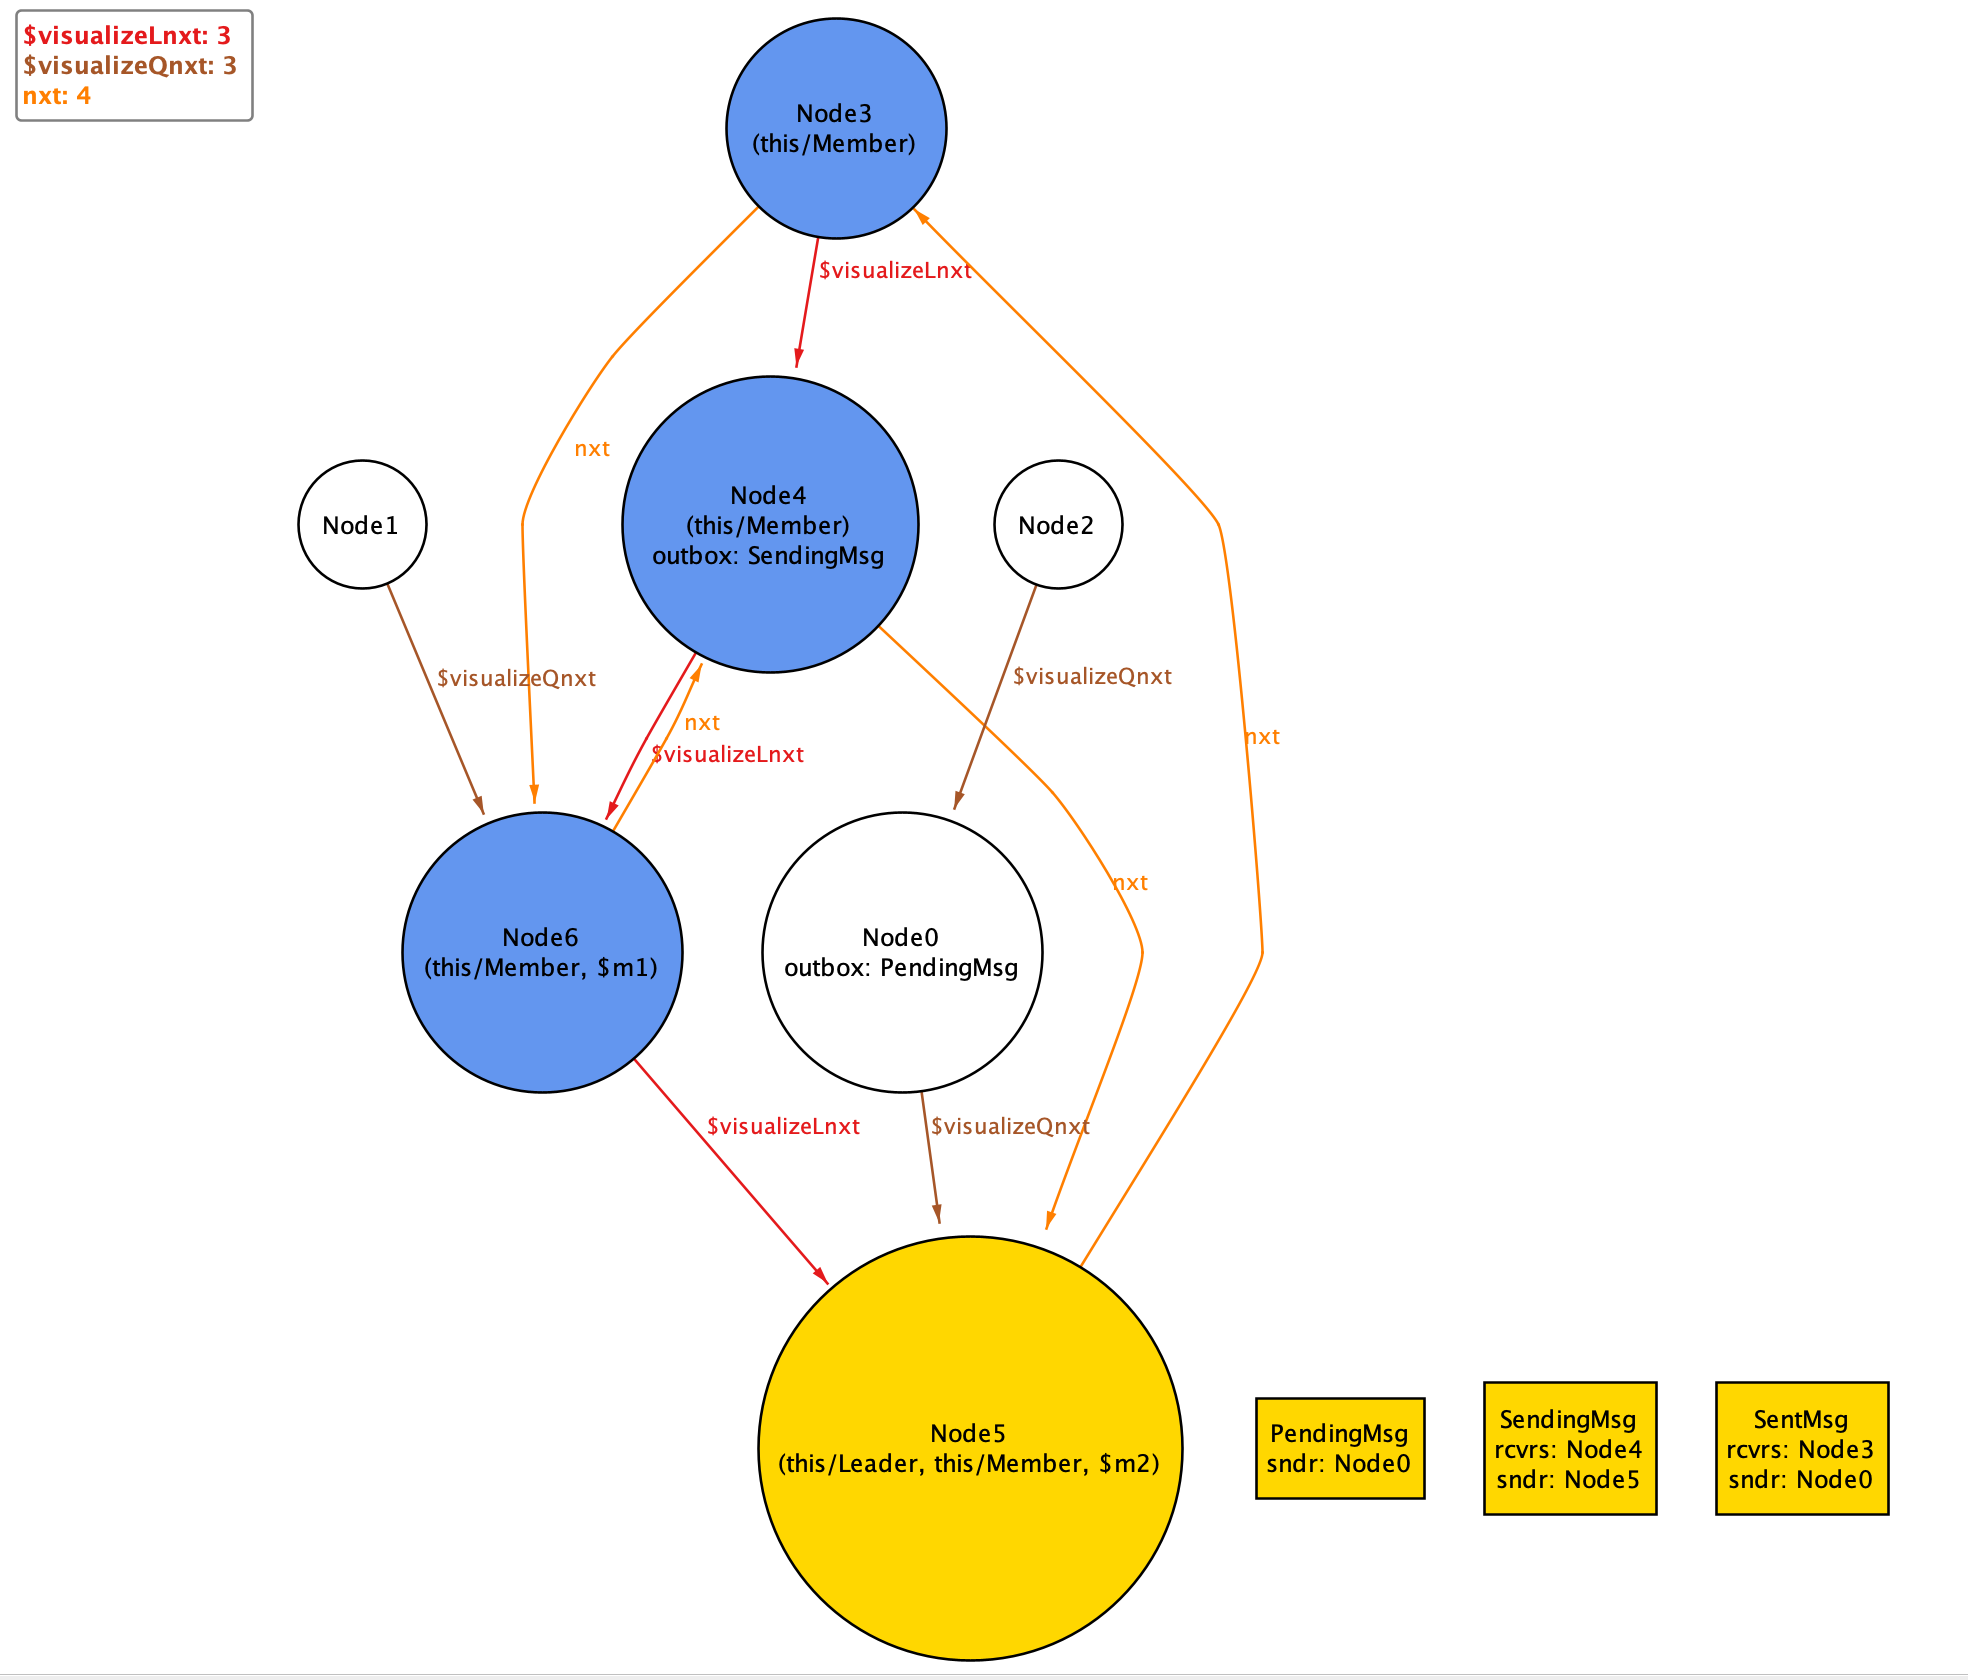 $visualizeLnxt: 3
$visualizeQnxt: 3
nxt: 4
Node3
(this/Member)
$visualizeLnxt
nxt
Node1
Node4
(this/Member)
outbox: SendingMsg
Node2
$visualizeQnxt
$visualizeQnxt
nxt
nxt
$visualizeLnxt
nxt
Node6
(this/Member, $m1)
Node0
outbox: PendingMsg
$visualizeLnxt
$visualizeQnxt
Node5
(this/Leader, this/Member, $m2)
PendingMsg
sndr: Node0
SendingMsg
rcvrs: Node4
sndr: Node5
SentMsg
rcvrs: Node3
sndr: Node0